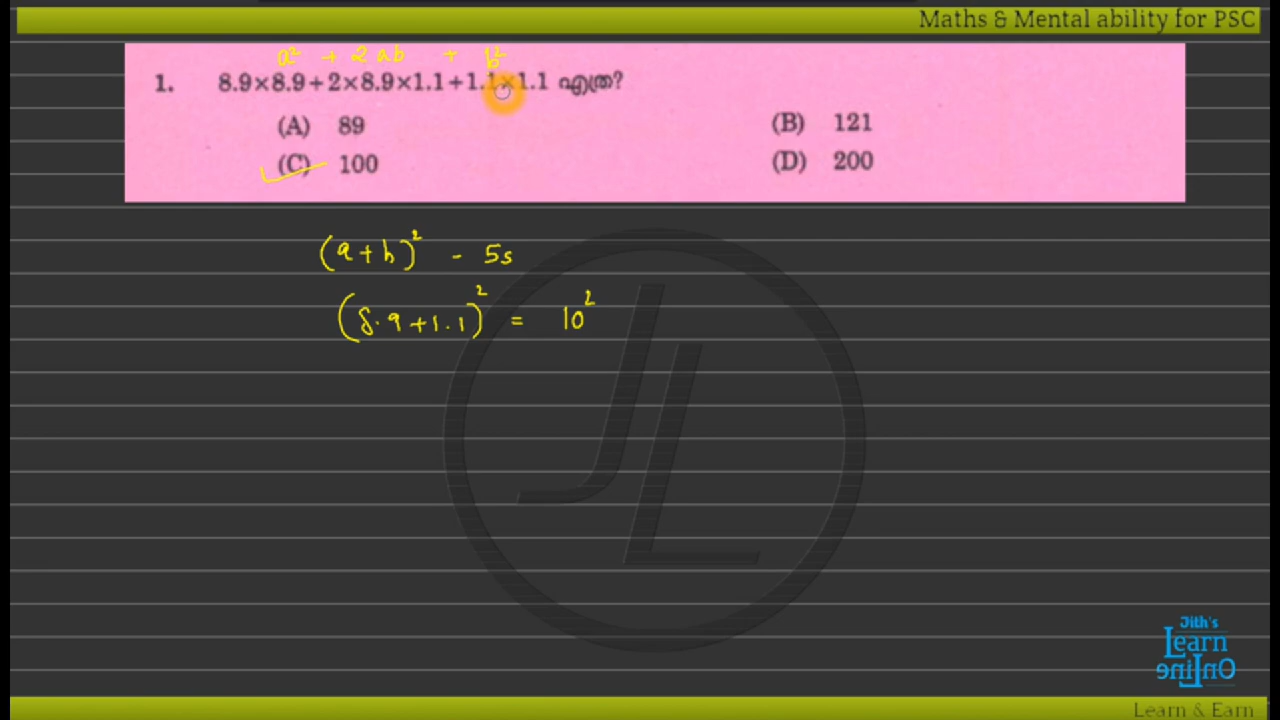 Maths & Mental ability for PSC
a² + 2 ab + b²
1. 8.9×8.9+2×8.9×1.1+1.1×1.1 എത്ര?
(A) 89 (B) 121
(C) 100 (D) 200
(a+b)² - 5s
(8.9+1.1)² = 10²
Jith's
Learn
Online
Learn & Earn